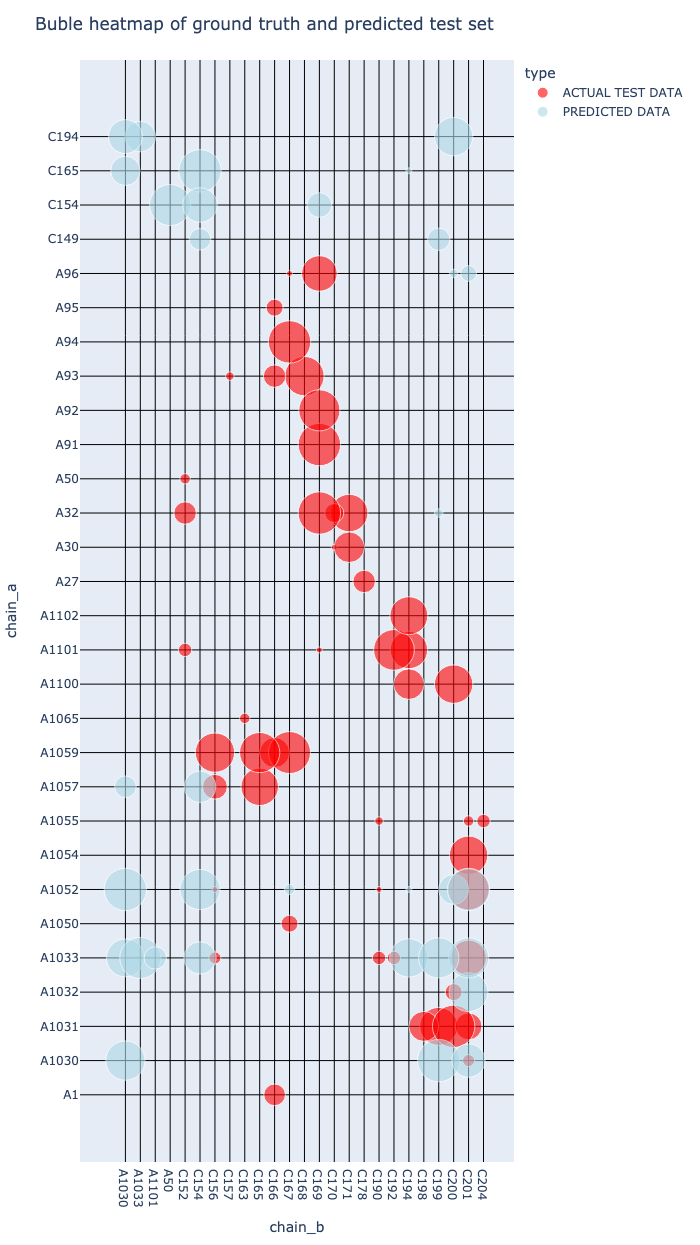 Buble heatmap of ground truth and predicted test set
type
ACTUAL TEST DATA
PREDICTED DATA
C194
C165
C154
C149
A96
A95
A94
A93
A92
A91
A50
A32
A30
A27
A1102
A1101
A1100
A1065
A1059
A1057
A1055
A1054
A1052
A1050
A1033
A1032
A1031
A1030
A1
chain_a
A1030
A1033
A1101
A50
C152
C154
C156
C157
C163
C165
C166
C167
C168
C169
C170
C171
C178
C190
C192
C194
C198
C199
C200
C201
C204
chain_b